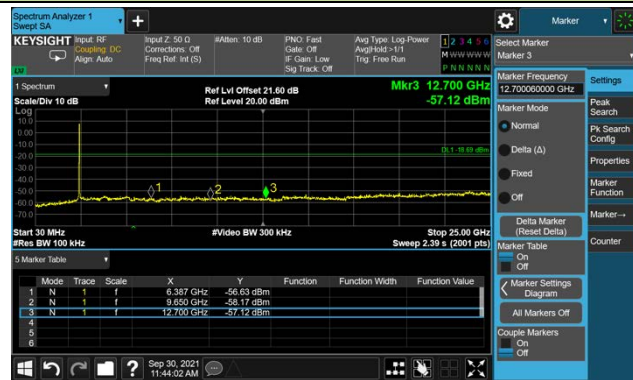 Spectrum Analyzer 1
Swept SA
Marker
KEYSIGHT
Input: RF
Coupling: DC
Align: Auto
Input Z: 50 Ω
Corrections: Off
Freq Ref: Int (S)
#Atten: 10 dB
PNO: Fast
Gate: Off
IF Gain: Low
Sig Track: Off
Avg Type: Log-Power
Avg|Hold:>1/1
Trig: Free Run
1 2 3 4 5 6
M W W W W W
P N N N N N
LV
Select Marker
Marker 3
Marker Frequency
12.700060000 GHz
Settings
Peak Search
Pk Search Config
Properties
Marker Function
Marker→
Counter
Marker Mode
Normal
Delta (Δ)
Fixed
Off
Delta Marker
(Reset Delta)
Marker Table
On
Off
Marker Settings
Diagram
All Markers Off
Couple Markers
On
Off
1 Spectrum
Scale/Div 10 dB
Ref Lvl Offset 21.60 dB
Ref Level 20.00 dBm
Mkr3 12.700 GHz
-57.12 dBm
Log
10.0
0.00
-10.0
-20.0
-30.0
-40.0
-50.0
-60.0
-70.0
DL1 -18.69 dBm
1
2
3
Start 30 MHz
#Video BW 300 kHz
Stop 25.00 GHz
#Res BW 100 kHz
Sweep 2.39 s (2001 pts)
5 Marker Table
Mode Trace Scale X Y Function Function Width Function Value
1 N 1 f 6.387 GHz -56.63 dBm
2 N 1 f 9.650 GHz -58.17 dBm
3 N 1 f 12.700 GHz -57.12 dBm
4
5
6
?
Sep 30, 2021
11:44:02 AM